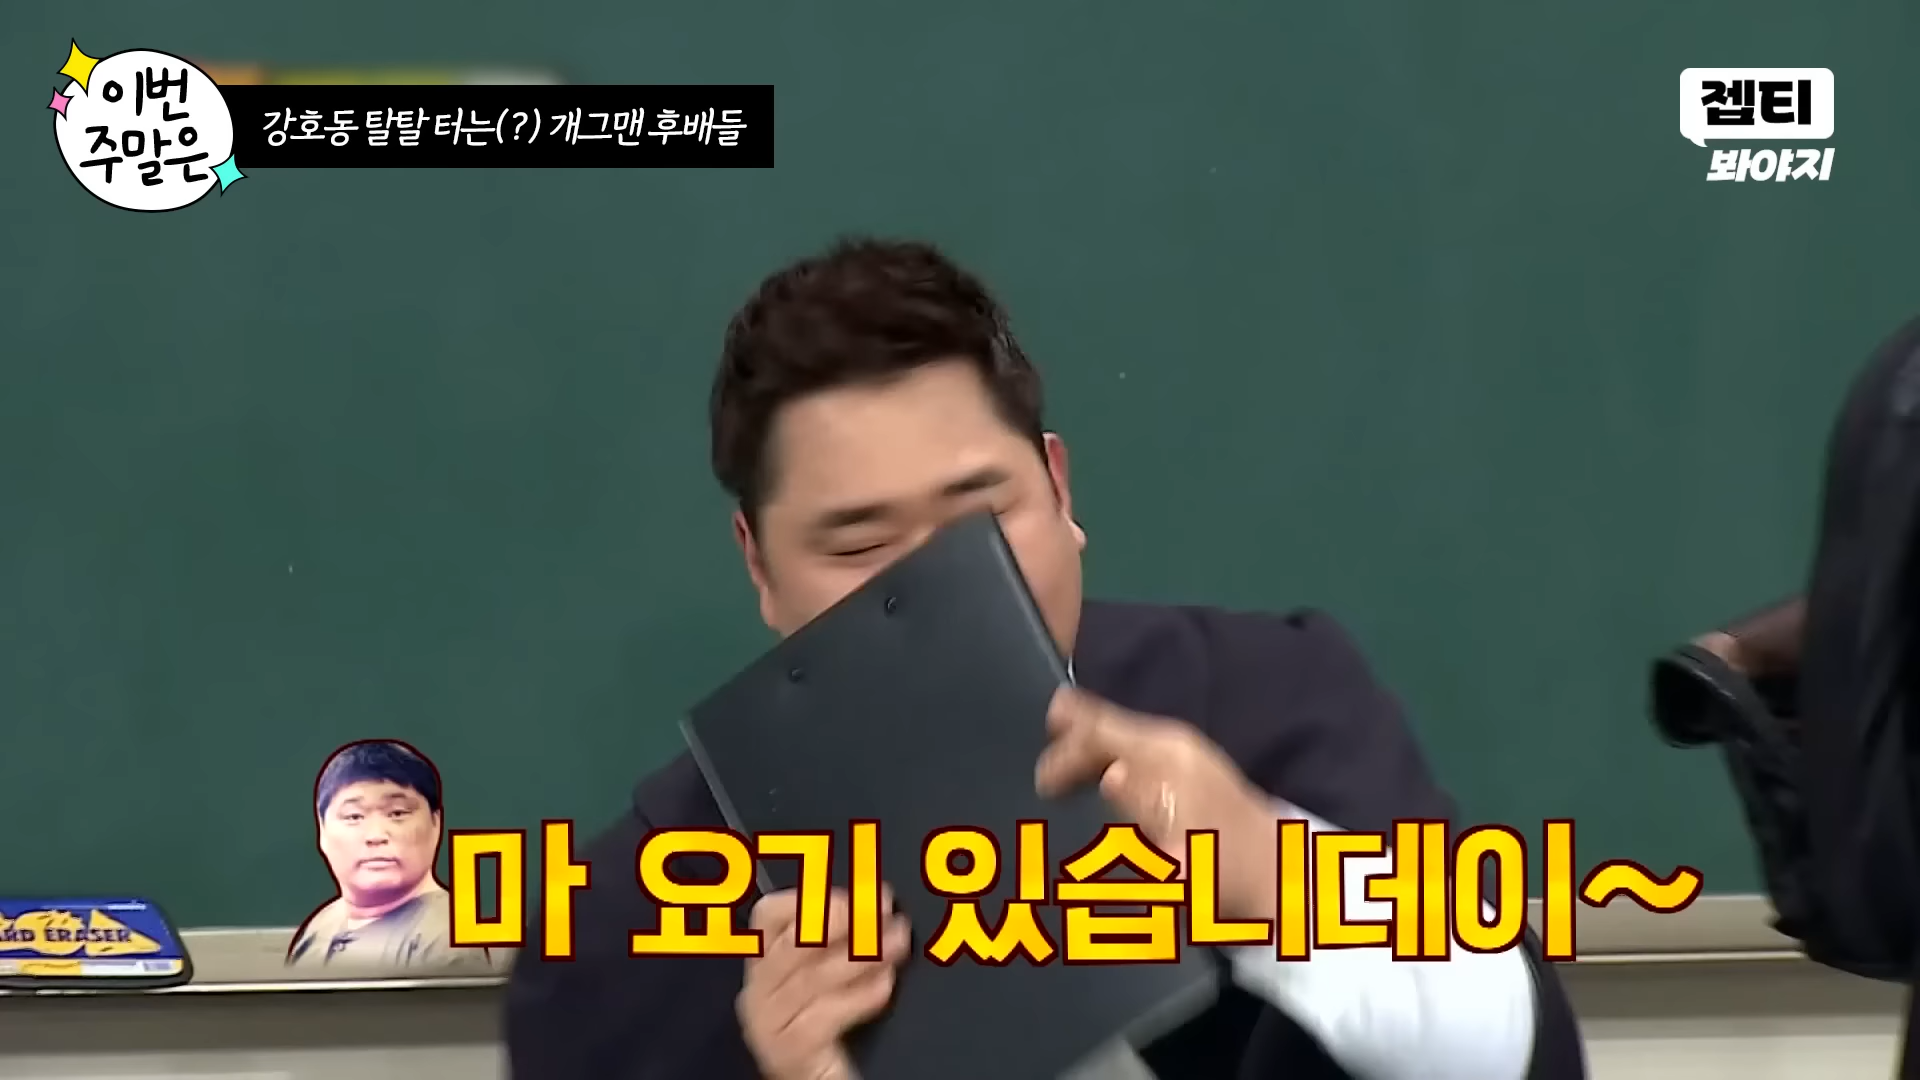 이번
주말은
강호동 탈탈 터는(?) 개그맨 후배들
젭티
봐야지
마 요기 있습니데이~
ERASER